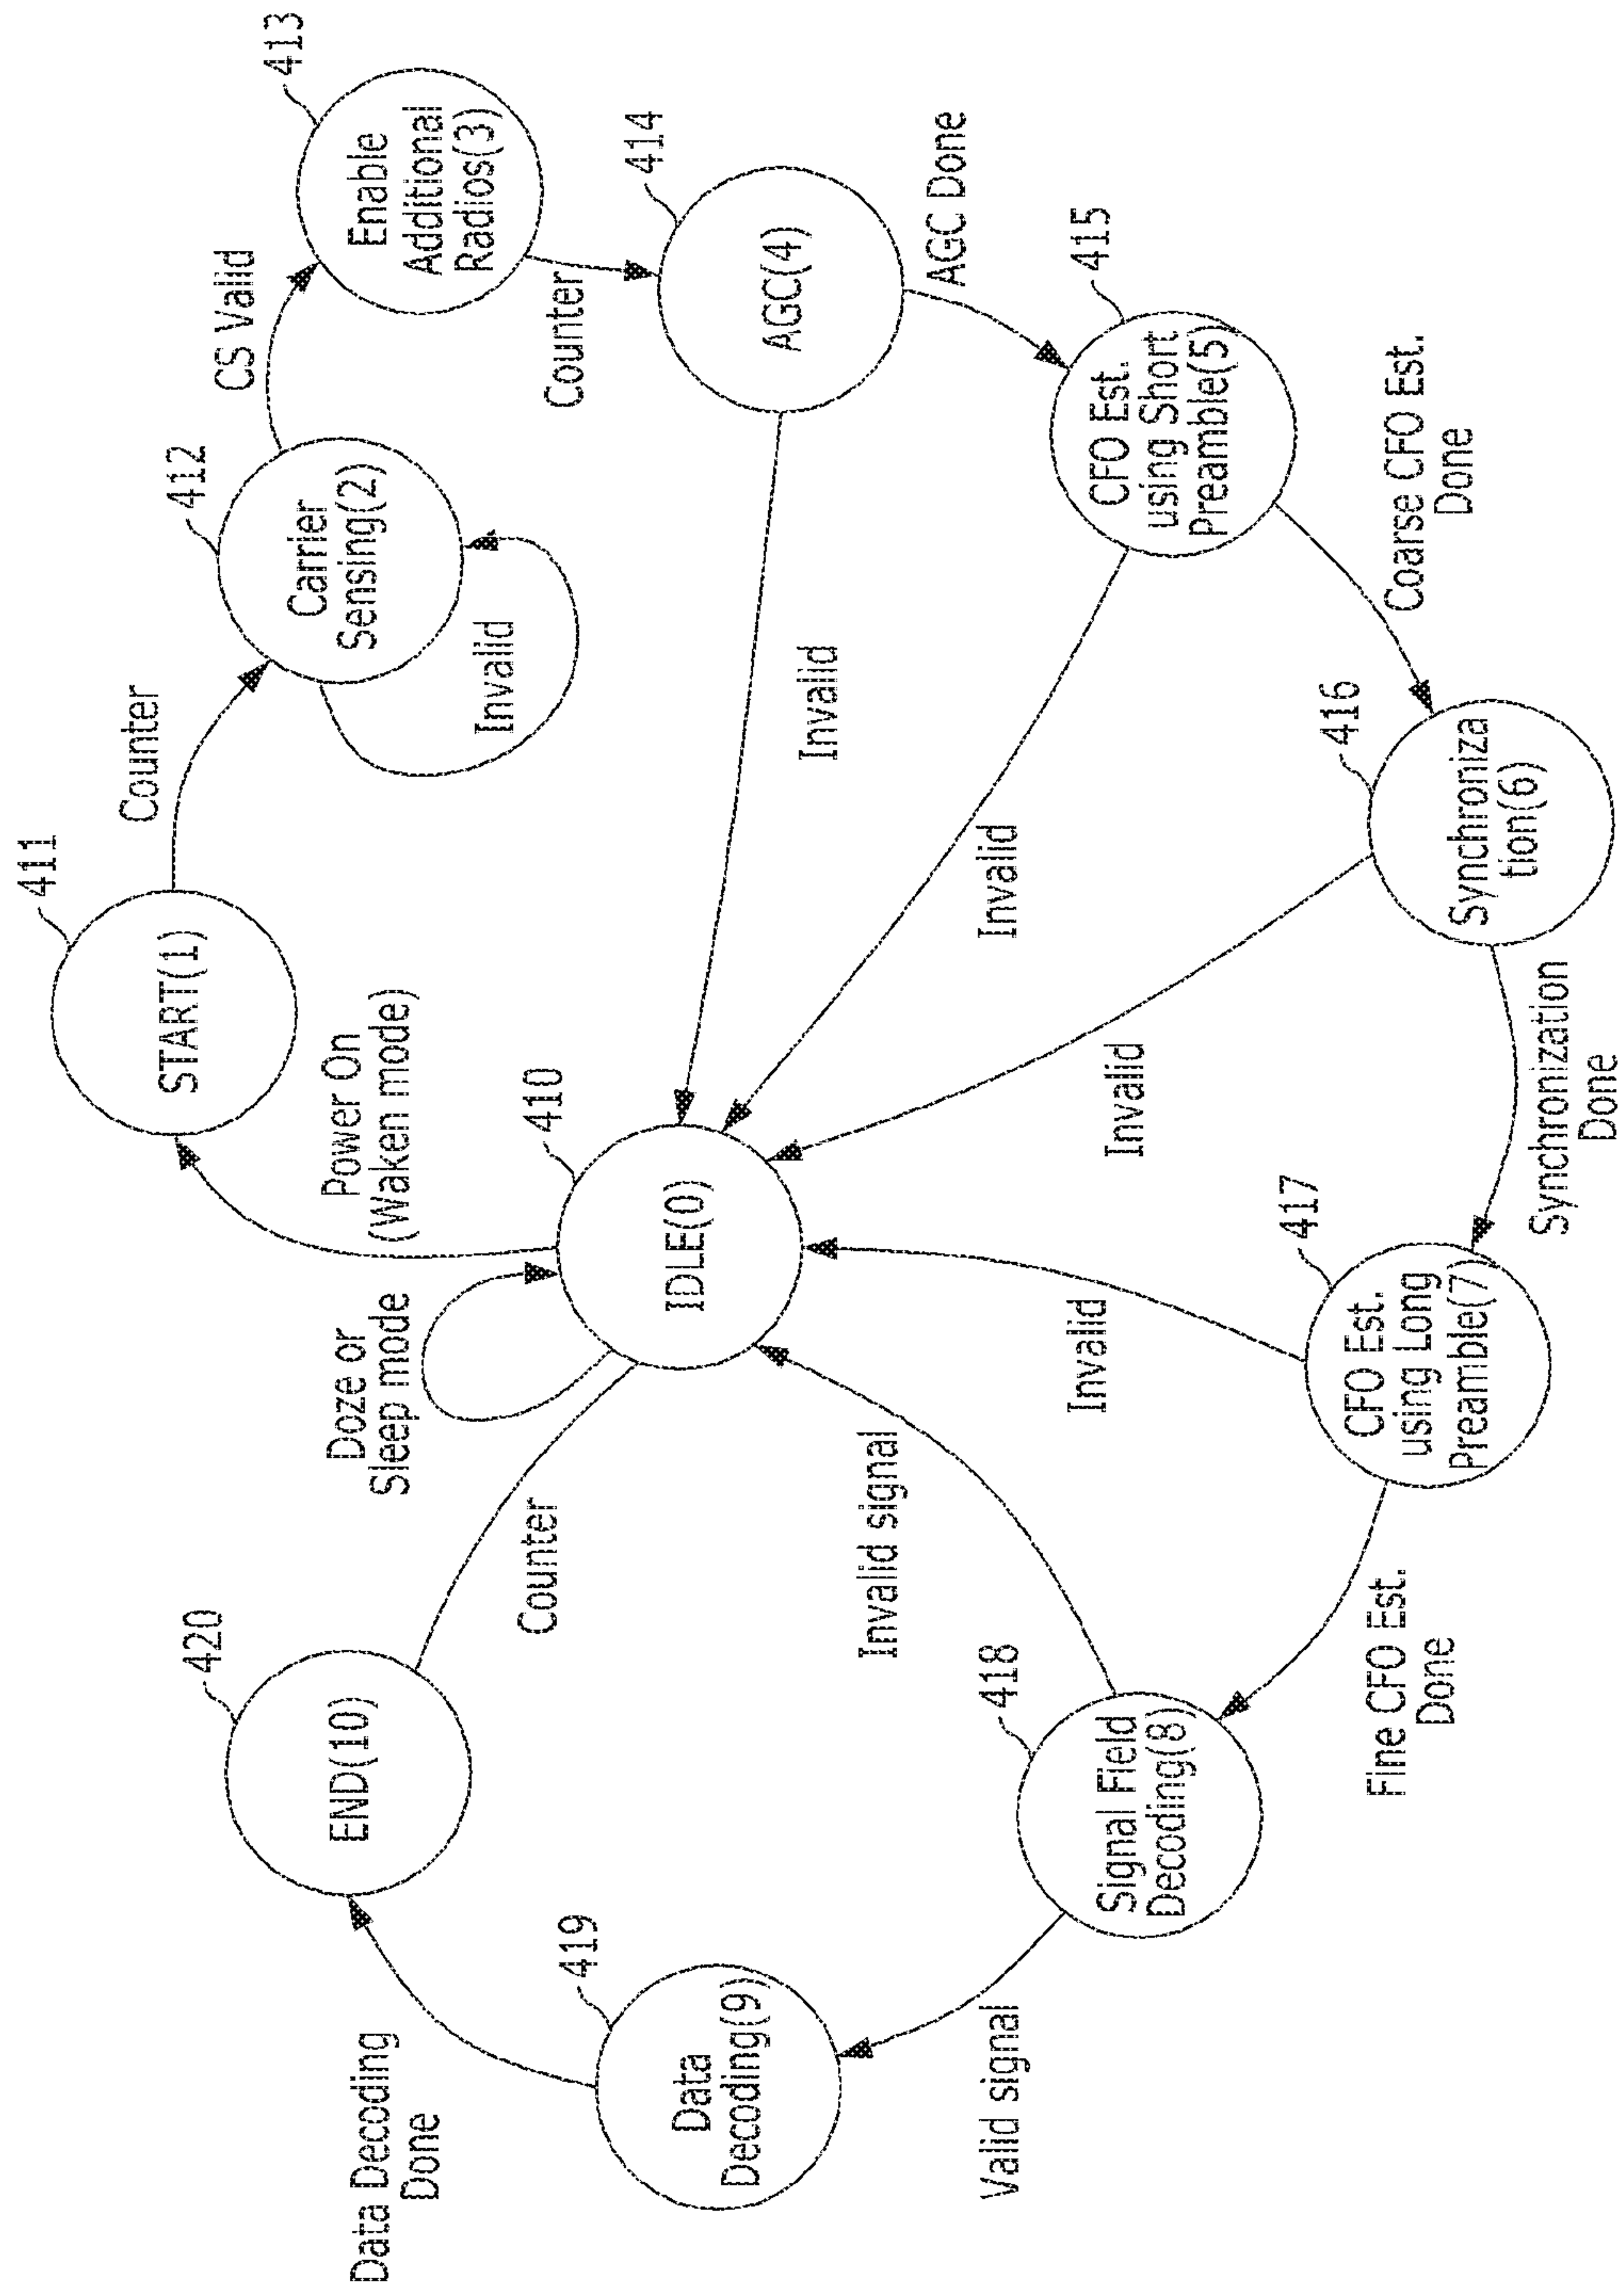 411
START(1)
Counter
412
Carrier
Sensing(2)
Invalid
CS Valid
413
Enable
Additional
Radios(3)
Counter
414
AGC(4)
Invalid
AGC Done
415
CFO Est.
using Short
Preamble(5)
Invalid
Coarse CFO Est.
Done
416
Synchroniza
tion(6)
Invalid
Synchronization
Done
417
CFO Est.
using Long
Preamble(7)
Invalid
Fine CFO Est.
Done
418
Signal Field
Decoding(8)
Invalid signal
Valid signal
419
Data
Decoding(9)
Data Decoding
Done
420
END(10)
Counter
Doze or
Sleep mode
Power On
(Waken mode)
410
IDLE(0)